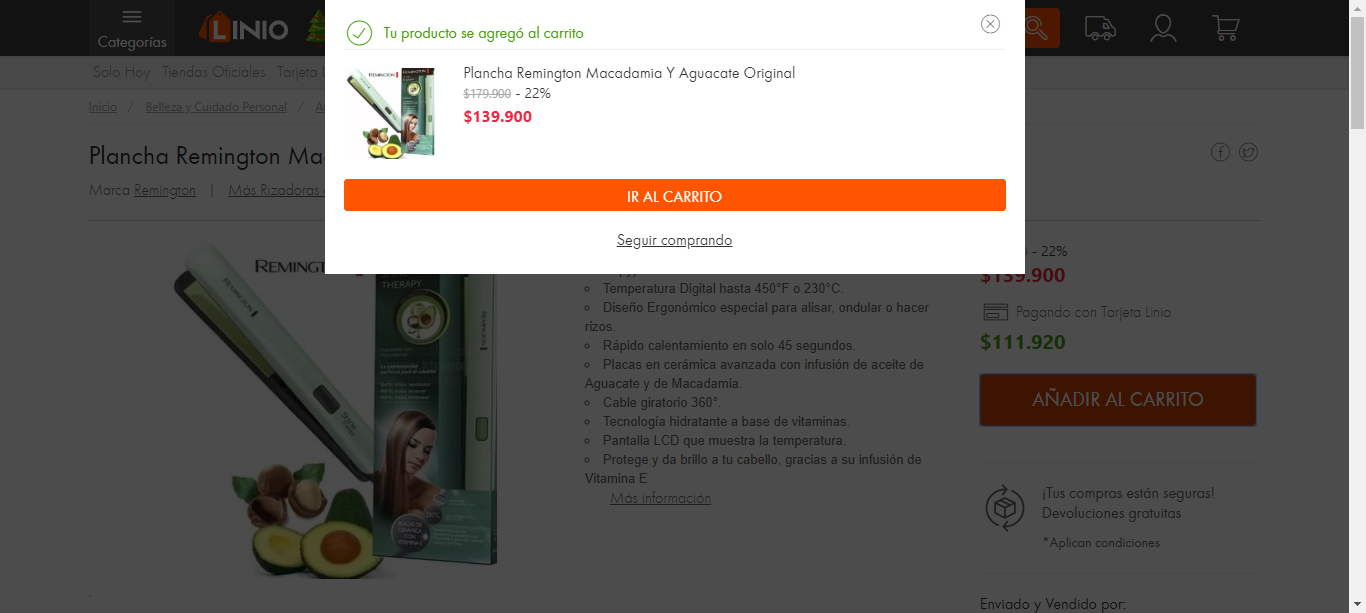 Categorías
LINIO
Tu producto se agregó al carrito
Solo Hoy Tiendas Oficiales Tarjeta
Plancha Remington Macadamia Y Aguacate Original
$179.900 - 22%
$139.900
Inicio / Belleza y Cuidado Personal /
Plancha Remington
Marca Remington | Más Rizadoras
IR AL CARRITO
Seguir comprando
REMINGTON
THERAPY
REMINGTON
Temperatura Digital hasta 450°F o 230°C.
Diseño Ergonómico especial para alisar, ondular o hacer
rizos.
Rápido calentamiento en solo 45 segundos.
Placas en cerámica avanzada con infusión de aceite de
Aguacate y de Macadamia.
Cable giratorio 360°.
Tecnología hidratante a base de vitaminas.
Pantalla LCD que muestra la temperatura.
Protege y da brillo a tu cabello, gracias a su infusión de
Vitamina E
Más información
- 22%
$139.900
Pagando con Tarjeta Linio
$111.920
AÑADIR AL CARRITO
¡Tus compras están seguras!
Devoluciones gratuitas
*Aplican condiciones
Enviado y Vendido por: